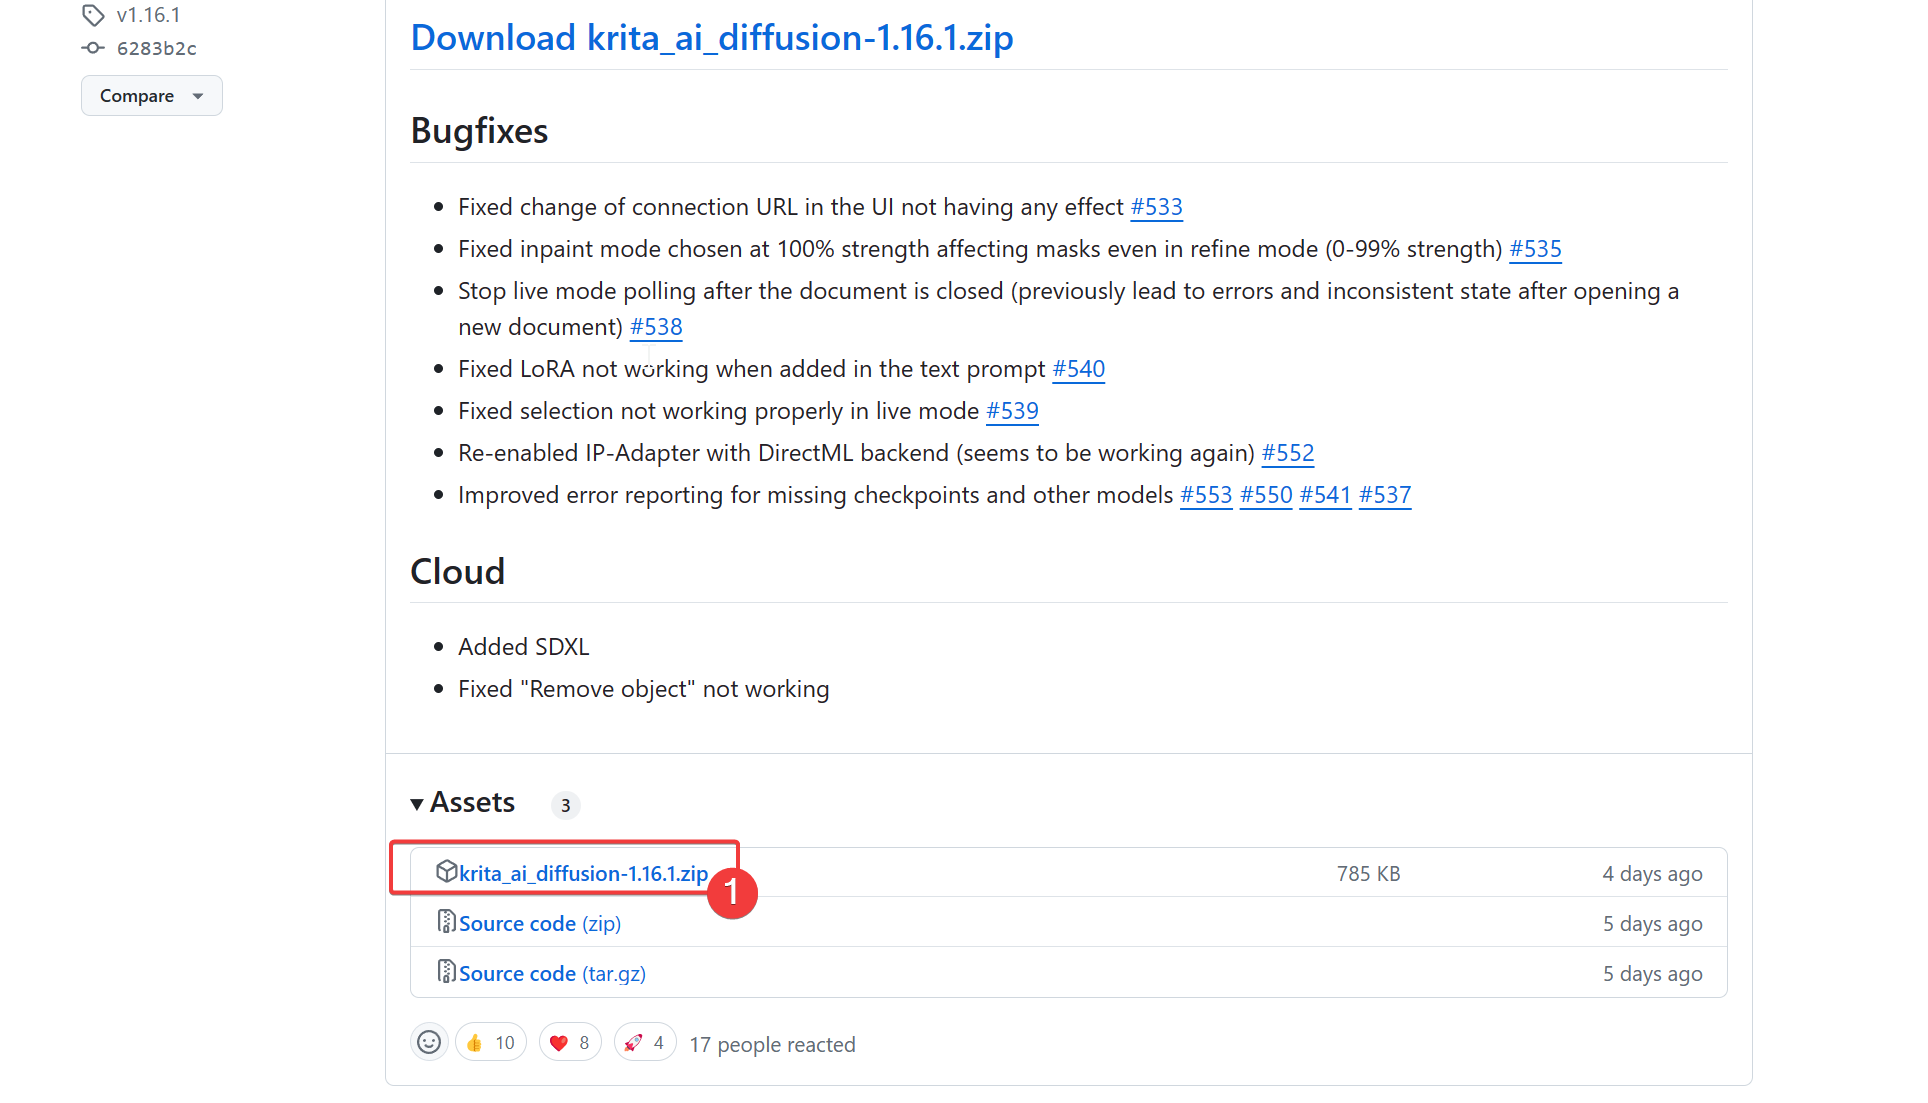 v1.16.1
6283b2c
Compare
Download krita_ai_diffusion-1.16.1.zip
Bugfixes
Fixed change of connection URL in the UI not having any effect #533
Fixed inpaint mode chosen at 100% strength affecting masks even in refine mode (0-99% strength) #535
Stop live mode polling after the document is closed (previously lead to errors and inconsistent state after opening a
new document) #538
Fixed LoRA not working when added in the text prompt #540
Fixed selection not working properly in live mode #539
Re-enabled IP-Adapter with DirectML backend (seems to be working again) #552
Improved error reporting for missing checkpoints and other models #553 #550 #541 #537
Cloud
Added SDXL
Fixed "Remove object" not working
Assets 3
krita_ai_diffusion-1.16.1.zip 785 KB 4 days ago
1
Source code (zip) 5 days ago
Source code (tar.gz) 5 days ago
10 8 4 17 people reacted